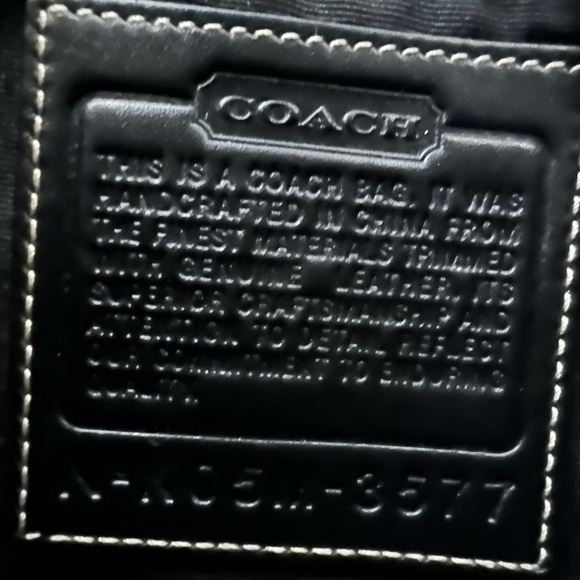 COACH
THIS IS A COACH BAG. IT WAS
HANDCRAFTED IN CHINA FROM
THE FINEST MATERIALS TRIMMED
WITH GENUINE LEATHER. ITS
SUPERIOR CRAFTSMANSHIP AND
ATTENTION TO DETAIL REFLECT
OUR COMMITMENT TO ENDURING
QUALITY.
K05M-3577